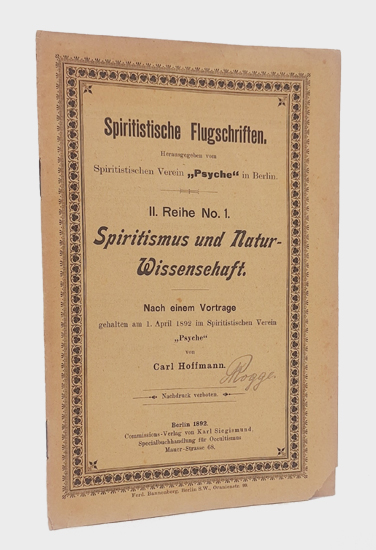 Spiritistische Flugschriften.
Herausgegeben vom
Spiritistischen Verein „Psyche“ in Berlin.
II. Reihe No. 1.
Spiritismus und Natur-
Wissenschaft.
Nach einem Vortrage
gehalten am 1. April 1892 im Spiritistischen Verein
„Psyche“
von
Carl Hoffmann.
Rogge.
Nachdruck verboten.
Berlin 1892.
Commissions-Verlag von Karl Siegismund.
Specialbuchhandlung für Occultismus
Mauer-Strasse 68.
Ferd. Berlin S.W.,